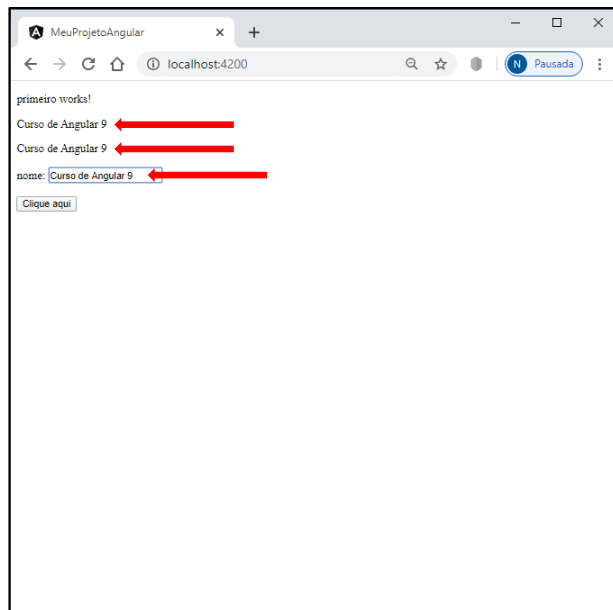 MeuProjetoAngular
localhost:4200
N Pausada
primeiro works!
Curso de Angular 9
Curso de Angular 9
nome: Curso de Angular 9
Clique aqui